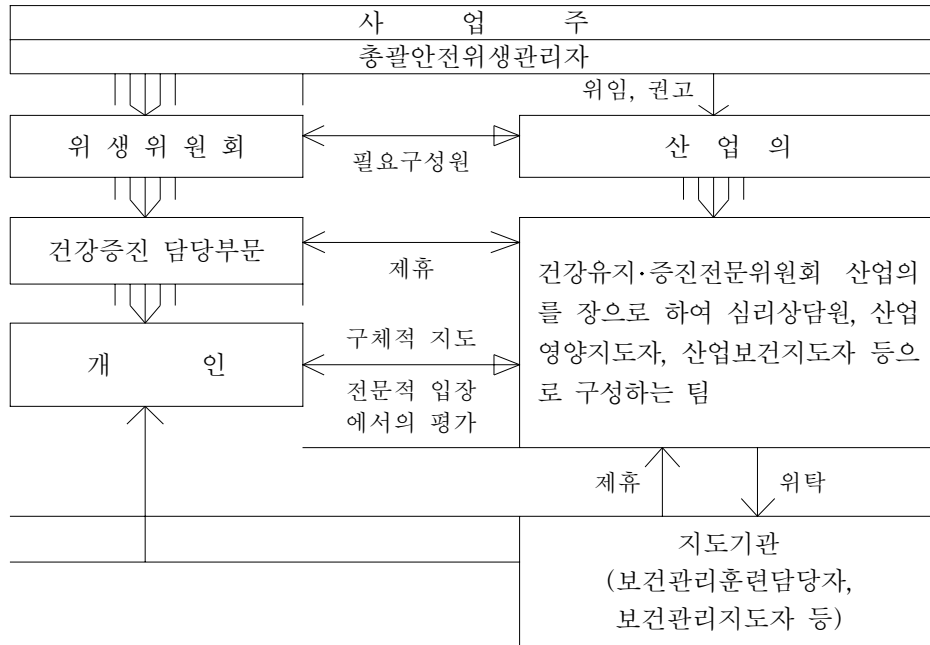 사 업 주
총괄안전위생관리자
위임, 권고
위 생 위 원 회
필요구성원
산 업 의
건강증진 담당부문
제휴
건강유지·증진전문위원회 산업의
를 장으로 하여 심리상담원, 산업
영양지도자, 산업보건지도자 등으
로 구성하는 팀
개 인
구체적 지도
전문적 입장
에서의 평가
제휴
위탁
지도기관
(보건관리훈련담당자,
보건관리지도자 등)